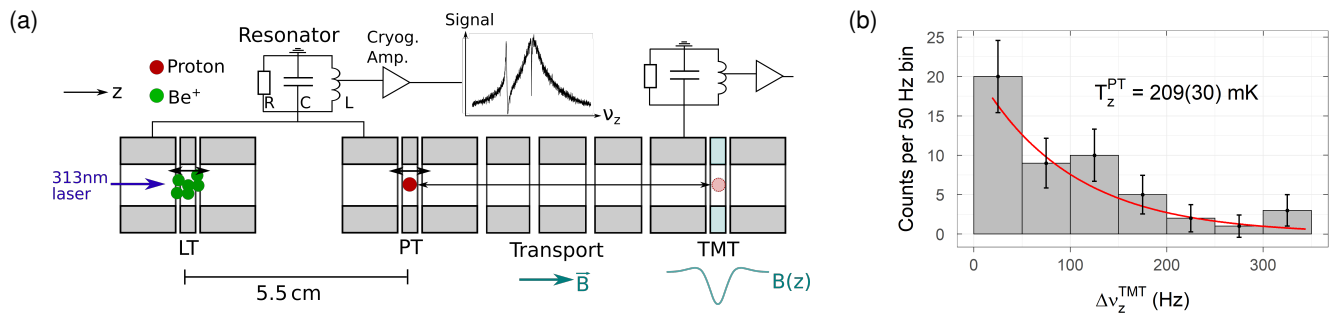 (a)
Resonator
Cryog.
Amp.
Signal
Proton
Be⁺
z
R
C
L
ν_z
313nm
laser
LT
PT
Transport
TMT
5.5 cm
B⃗
B(z)
(b)
Counts per 50 Hz bin
25
20
15
10
5
0
T_z^PT = 209(30) mK
0
100
200
300
Δν_z^TMT (Hz)